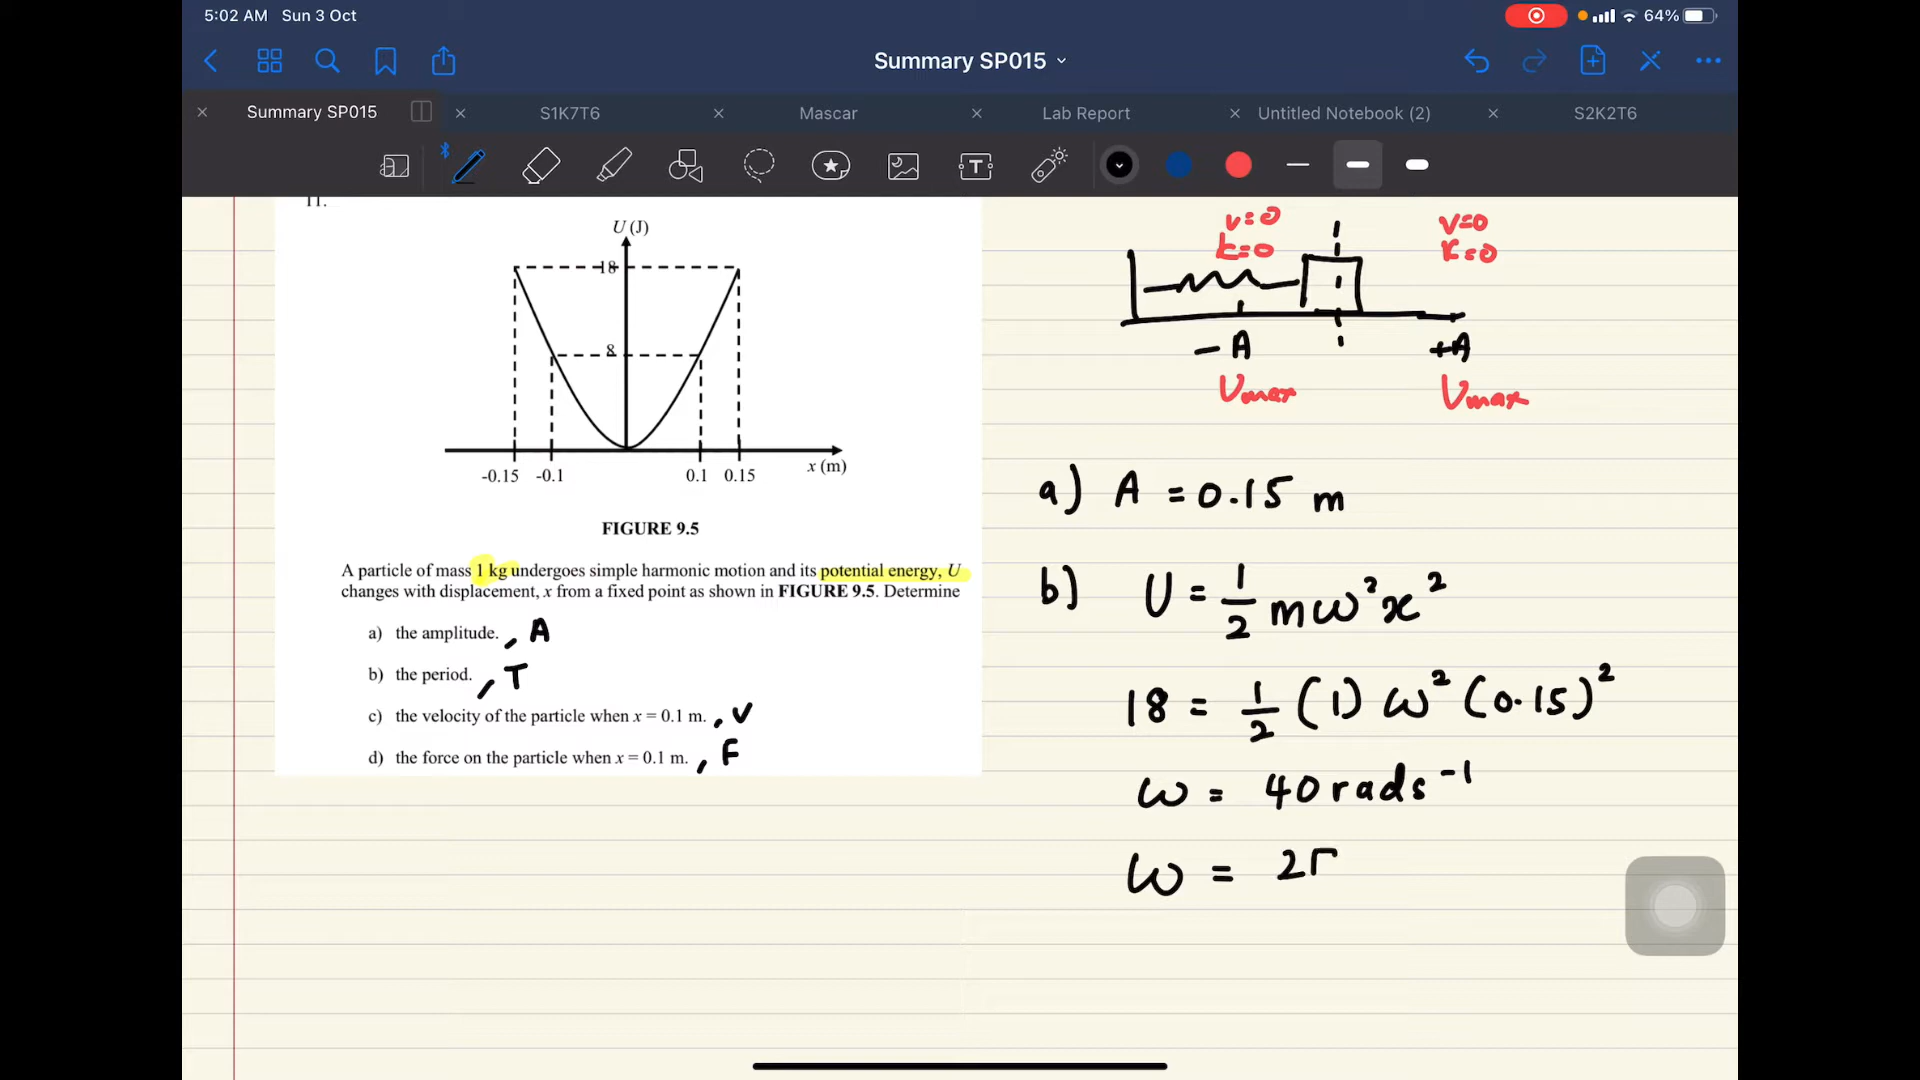 5:02 AM Sun 3 Oct
64%
Summary SP015
Summary SP015
S1K7T6
Mascar
Lab Report
Untitled Notebook (2)
S2K2T6
11.
U (J)
18
8
-0.15 -0.1 0.1 0.15
x (m)
FIGURE 9.5
A particle of mass 1 kg undergoes simple harmonic motion and its potential energy, U
changes with displacement, x from a fixed point as shown in FIGURE 9.5. Determine
a) the amplitude. , A
b) the period. , T
c) the velocity of the particle when x = 0.1 m. , v
d) the force on the particle when x = 0.1 m. , F
v=0 v=0
k=0 K=0
-A +A
Umax Umax
a) A = 0.15 m
b) U = 1/2 mω²x²
18 = 1/2 (1) ω² (0.15)²
ω = 40 rads⁻¹
ω = 2